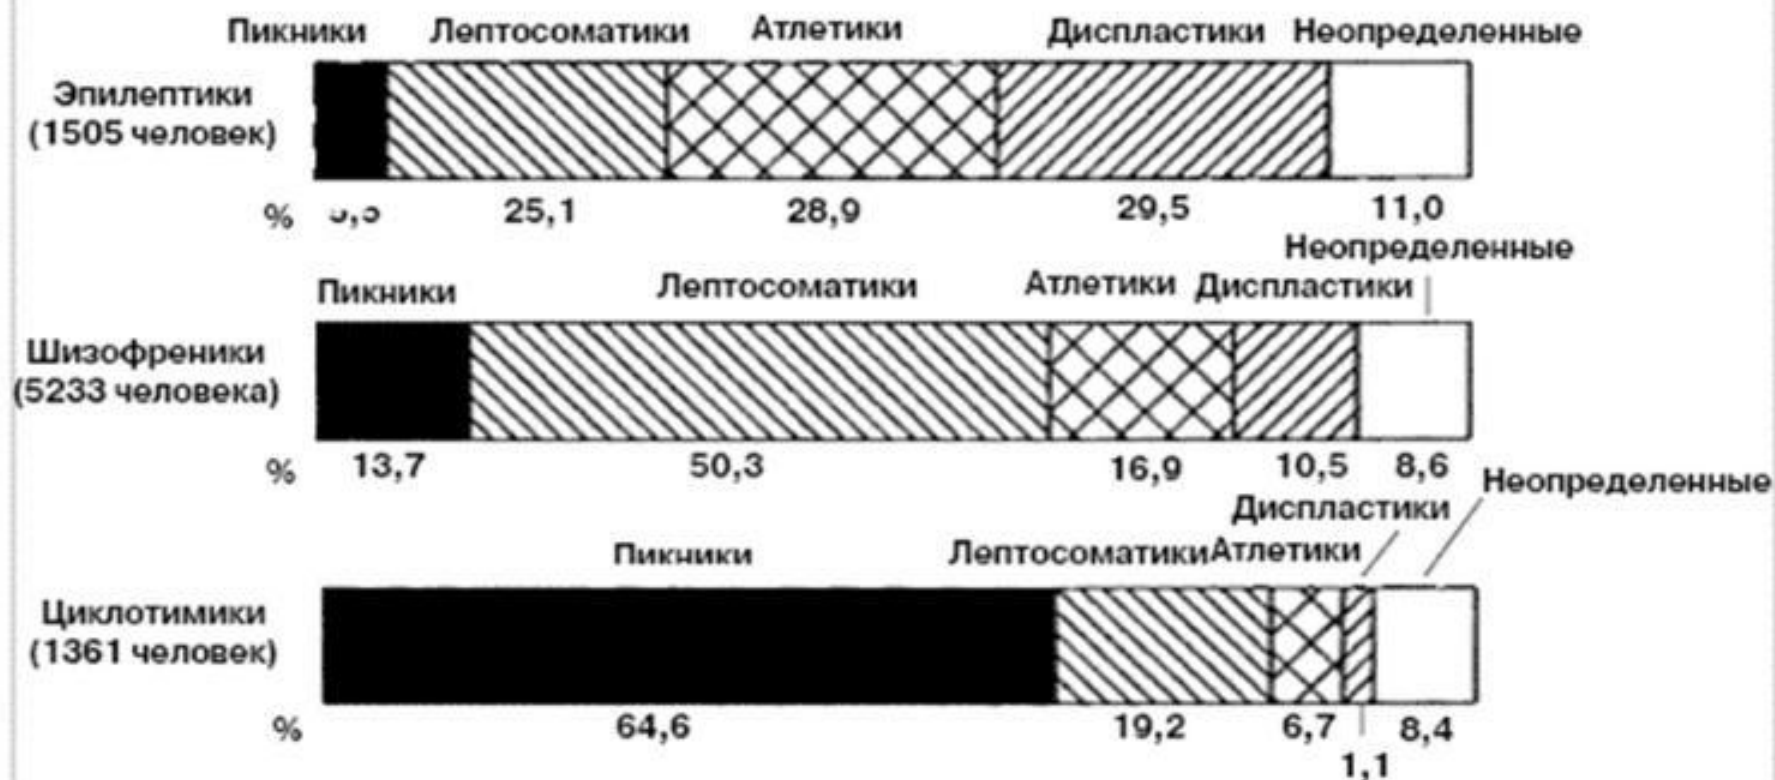 Пикники Лептосоматики Атлетики Диспластики Неопределенные
Эпилептики
(1505 человек)
% 25,1 28,9 29,5 11,0
Неопределенные
Пикники Лептосоматики Атлетики Диспластики
Шизофреники
(5233 человека)
% 13,7 50,3 16,9 10,5 8,6
Неопределенные
Диспластики
Пикники Лептосоматики Атлетики
Циклотимики
(1361 человек)
% 64,6 19,2 6,7 8,4
1,1